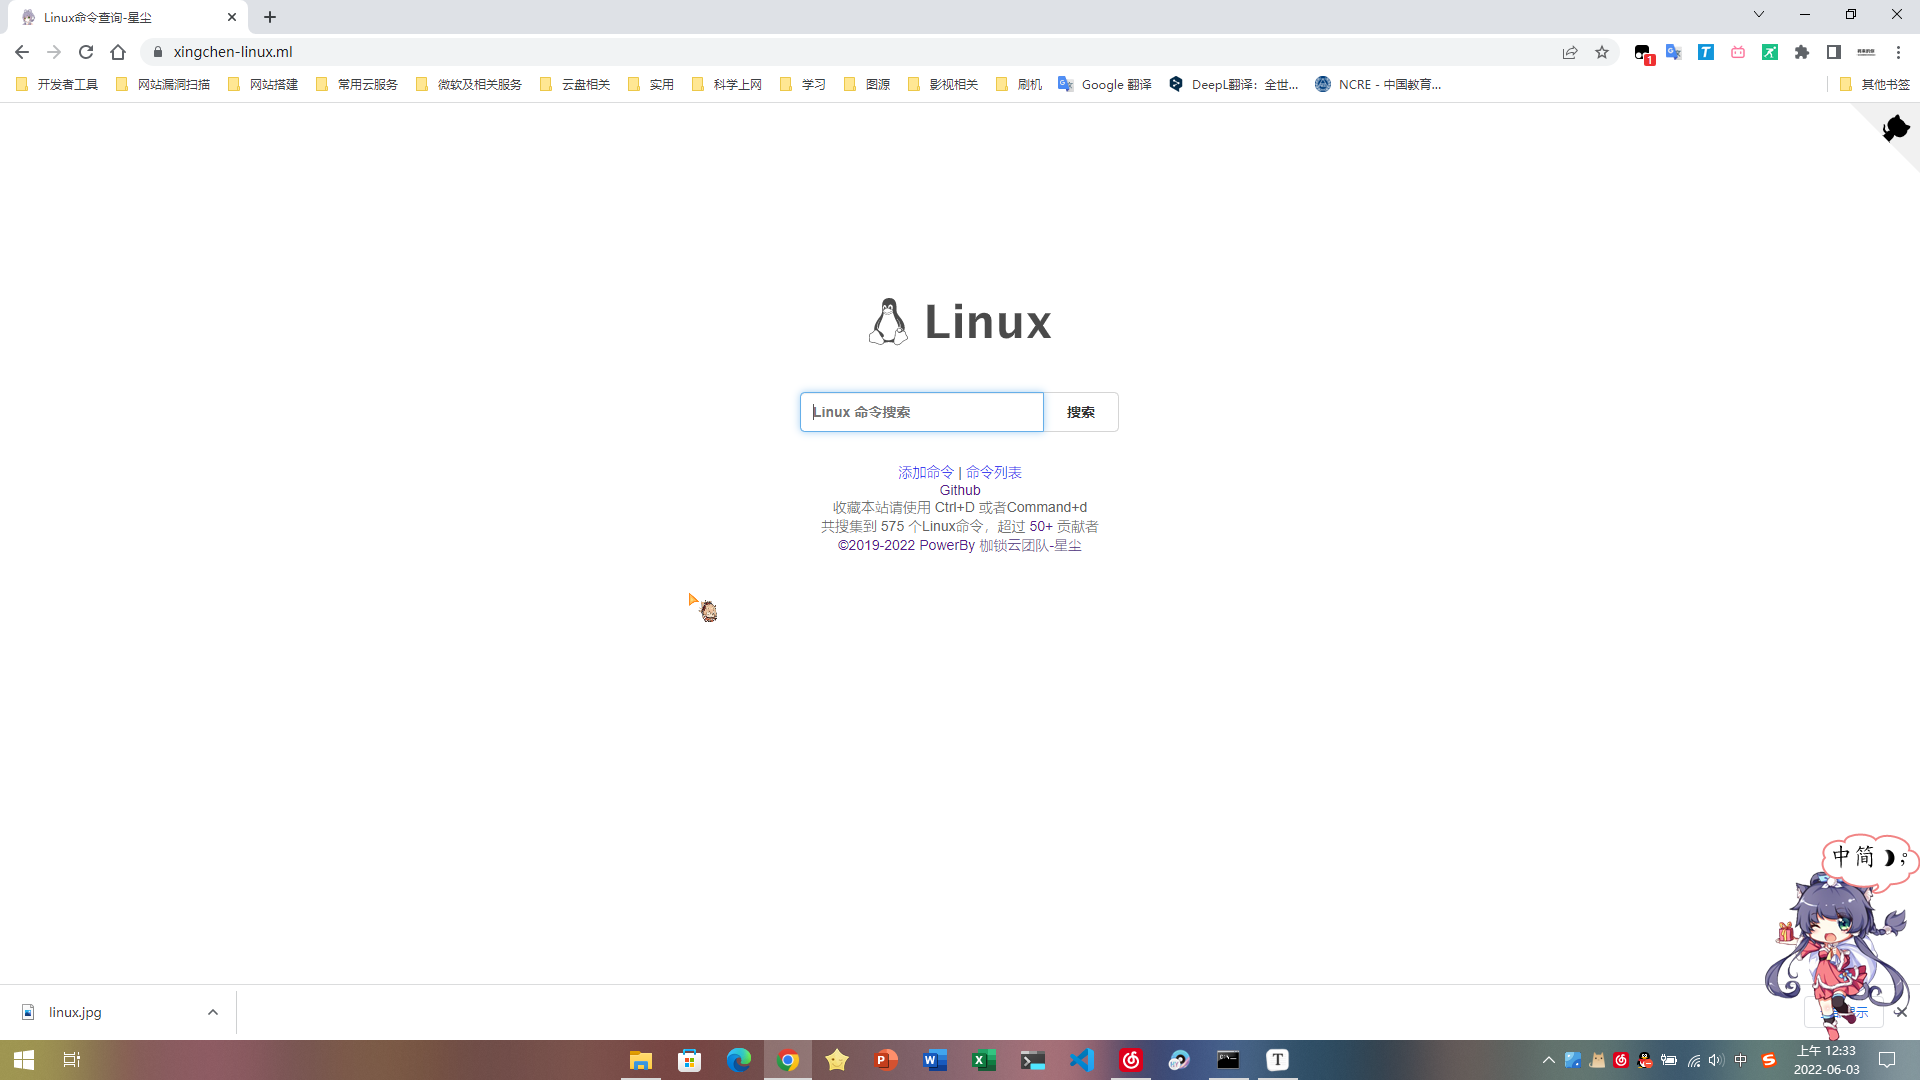 Linux命令查询-星尘
xingchen-linux.ml
1
开发者工具 网站漏洞扫描 网站搭建 常用云服务 微软及相关服务 云盘相关 实用 科学上网 学习 图源 影视相关 刷机 Google 翻译 DeepL翻译：全世... NCRE - 中国教育... 其他书签
Linux
Linux 命令搜索 搜索
添加命令 | 命令列表
Github
收藏本站请使用 Ctrl+D 或者Command+d
共搜集到 575 个Linux命令，超过 50+ 贡献者
©2019-2022 PowerBy 枷锁云团队-星尘
中简
linux.jpg
中
上午 12:33
2022-06-03